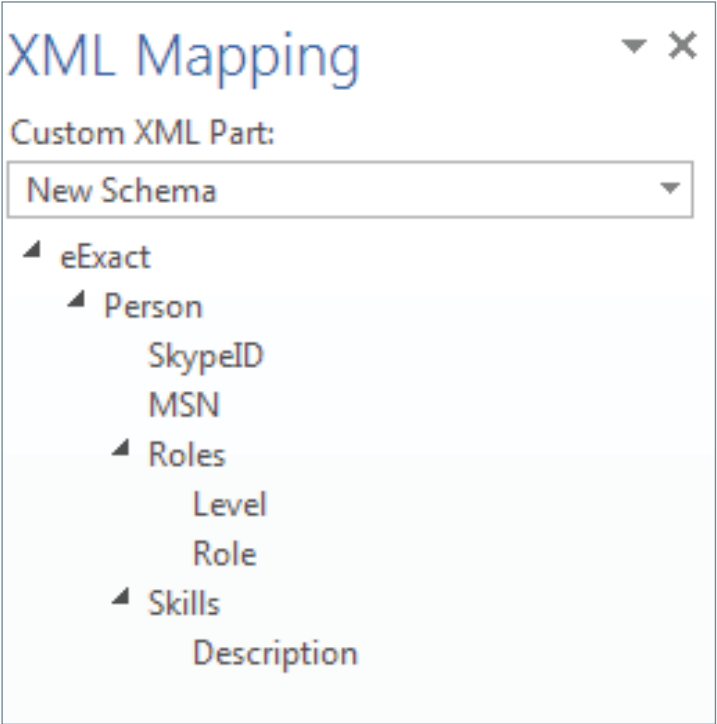 XML Mapping
Custom XML Part:
New Schema
eExact
Person
SkypeID
MSN
Roles
Level
Role
Skills
Description